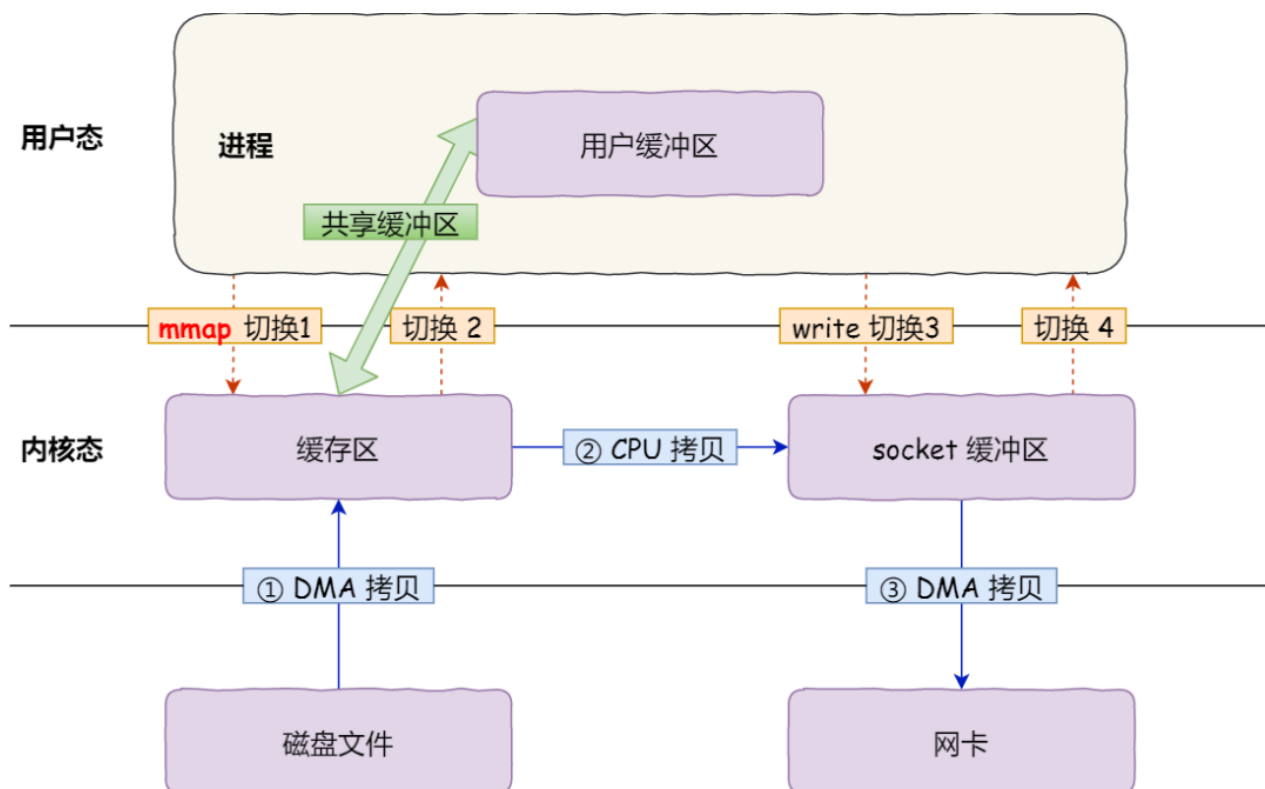 用户态
进程
用户缓冲区
共享缓冲区
mmap 切换1
切换 2
write 切换3
切换 4
内核态
缓存区
② CPU 拷贝
socket 缓冲区
① DMA 拷贝
③ DMA 拷贝
磁盘文件
网卡